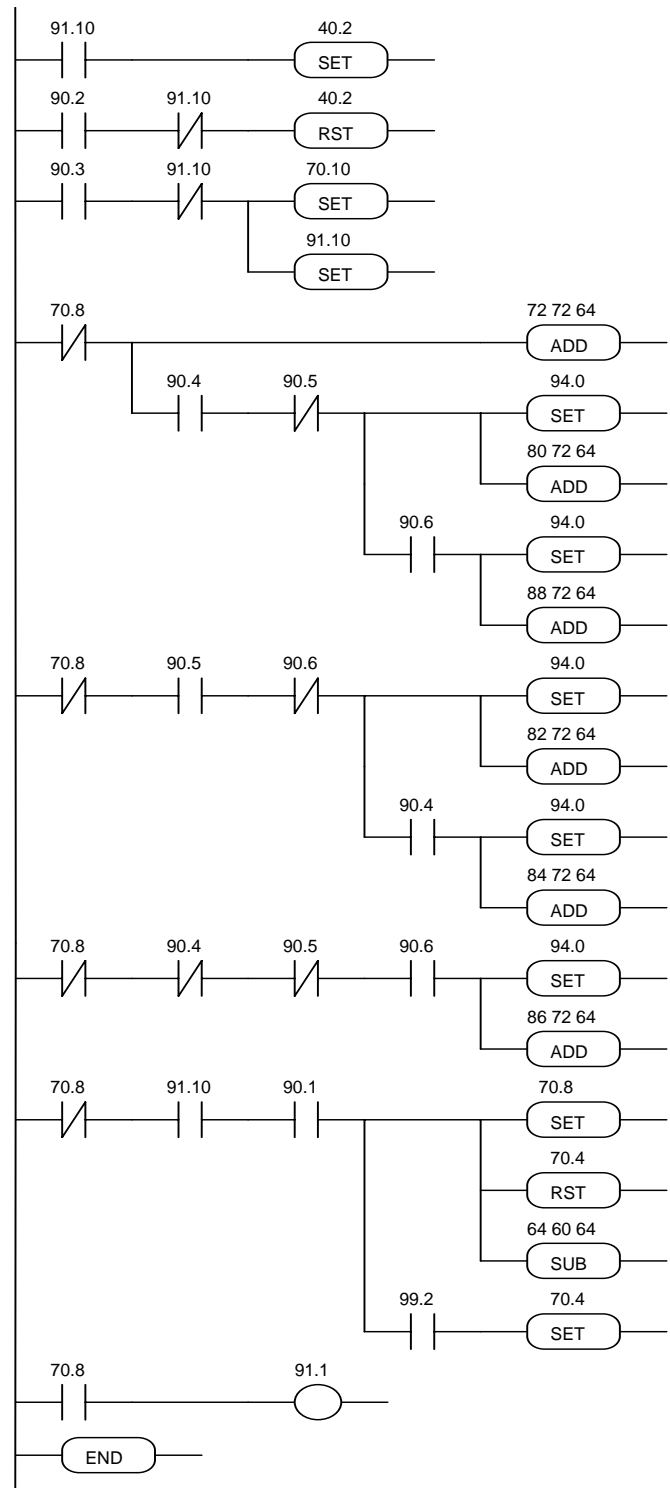 91.10 40.2
SET
90.2 91.10 40.2
RST
90.3 91.10 70.10
SET
91.10
SET
70.8 72 72 64
ADD
90.4 90.5 94.0
SET
80 72 64
ADD
90.6 94.0
SET
88 72 64
ADD
70.8 90.5 90.6 94.0
SET
82 72 64
ADD
90.4 94.0
SET
84 72 64
ADD
70.8 90.4 90.5 90.6 94.0
SET
86 72 64
ADD
70.8 91.10 90.1 70.8
SET
70.4
RST
64 60 64
SUB
99.2 70.4
SET
70.8 91.1
END